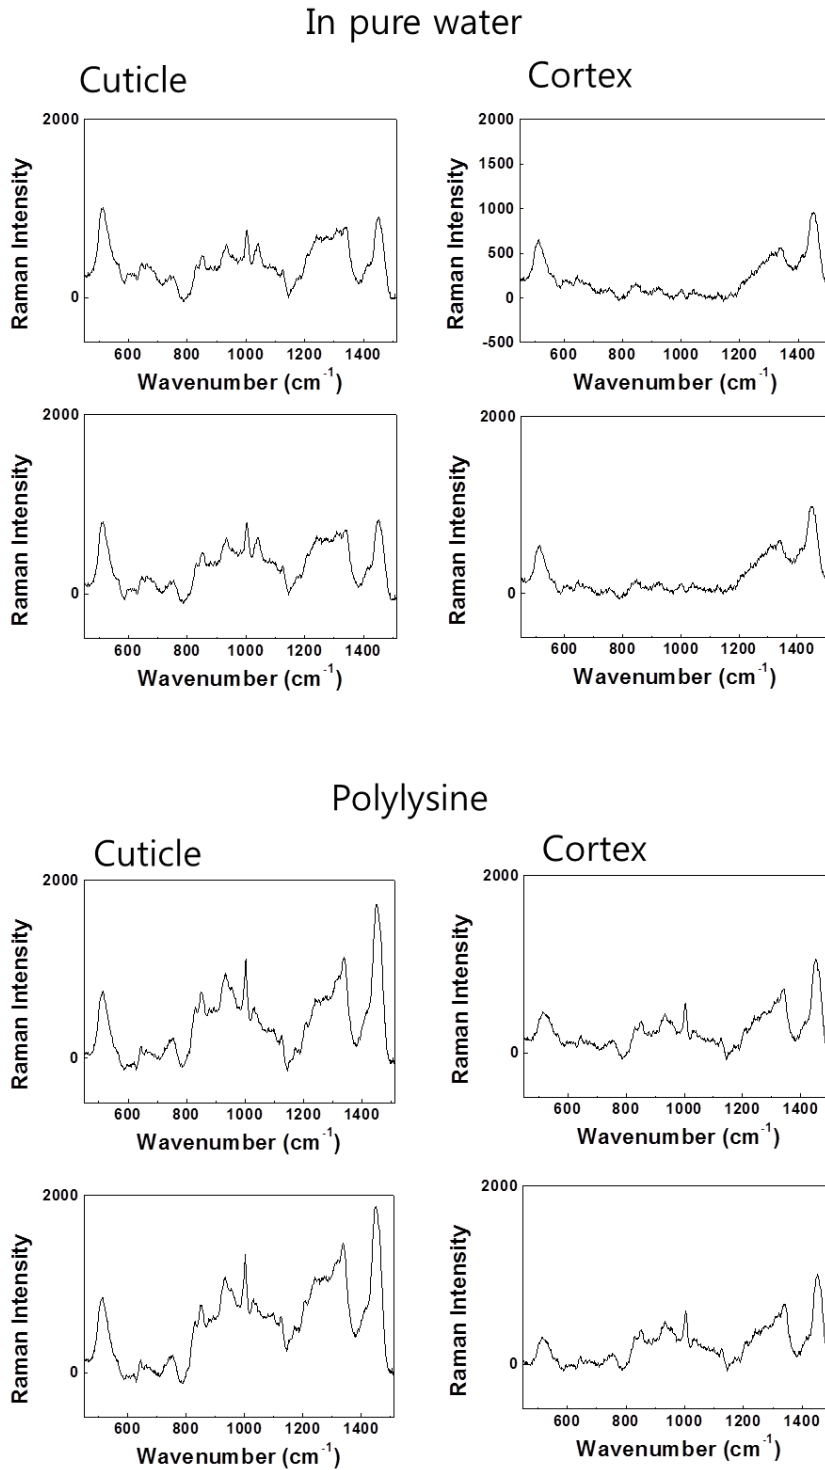 In pure water
Cuticle
Cortex
2000
0
Raman Intensity
600 800 1000 1200 1400
Wavenumber (cm-1)
2000
1500
1000
500
0
-500
Raman Intensity
600 800 1000 1200 1400
Wavenumber (cm-1)
2000
0
Raman Intensity
600 800 1000 1200 1400
Wavenumber (cm-1)
2000
0
Raman Intensity
600 800 1000 1200 1400
Wavenumber (cm-1)
Polylysine
Cuticle
Cortex
2000
0
Raman Intensity
600 800 1000 1200 1400
Wavenumber (cm-1)
2000
0
Raman Intensity
600 800 1000 1200 1400
Wavenumber (cm-1)
2000
0
Raman Intensity
600 800 1000 1200 1400
Wavenumber (cm-1)
2000
0
Raman Intensity
600 800 1000 1200 1400
Wavenumber (cm-1)